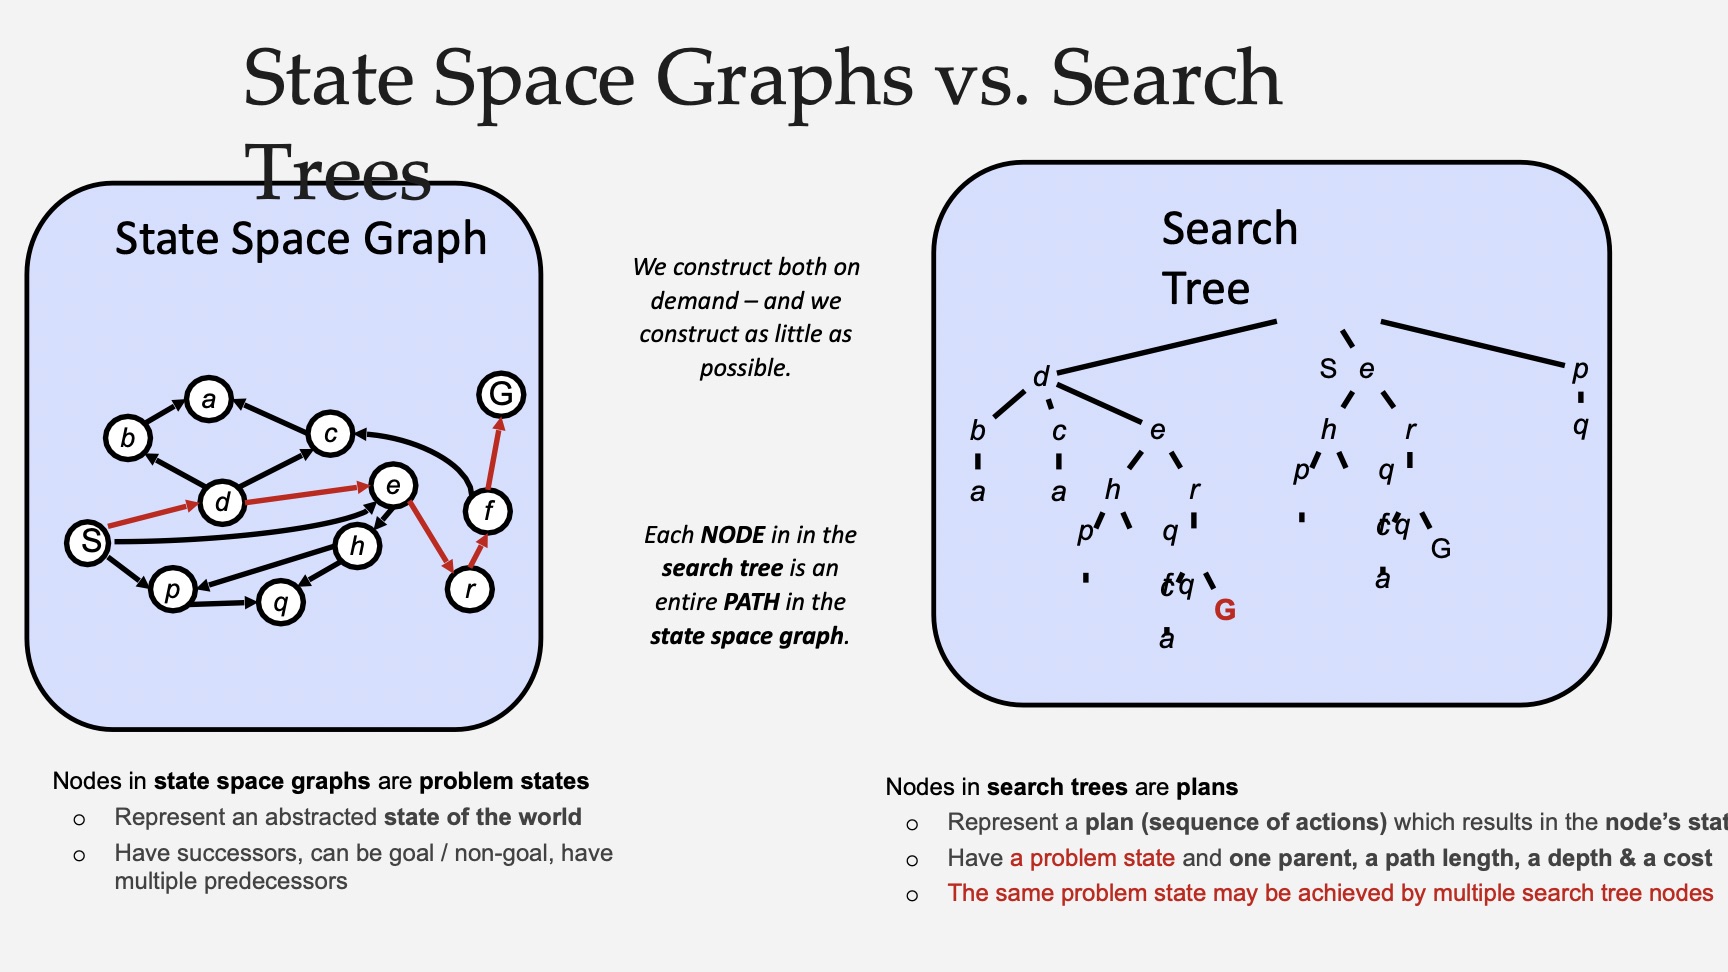 State Space Graphs vs. Search
Trees
State Space Graph
a
G
b
c
e
d
f
S
h
p
q
r
We construct both on
demand – and we
construct as little as
possible.
Each NODE in in the
search tree is an
entire PATH in the
state space graph.
Search
Tree
d S e p
b c e h r q
a a h r p q
p q c q G
c q G a
a
Nodes in state space graphs are problem states
Represent an abstracted state of the world
Have successors, can be goal / non-goal, have
multiple predecessors
Nodes in search trees are plans
Represent a plan (sequence of actions) which results in the node's
Have a problem state and one parent, a path length, a depth & a cost
The same problem state may be achieved by multiple search tree nodes